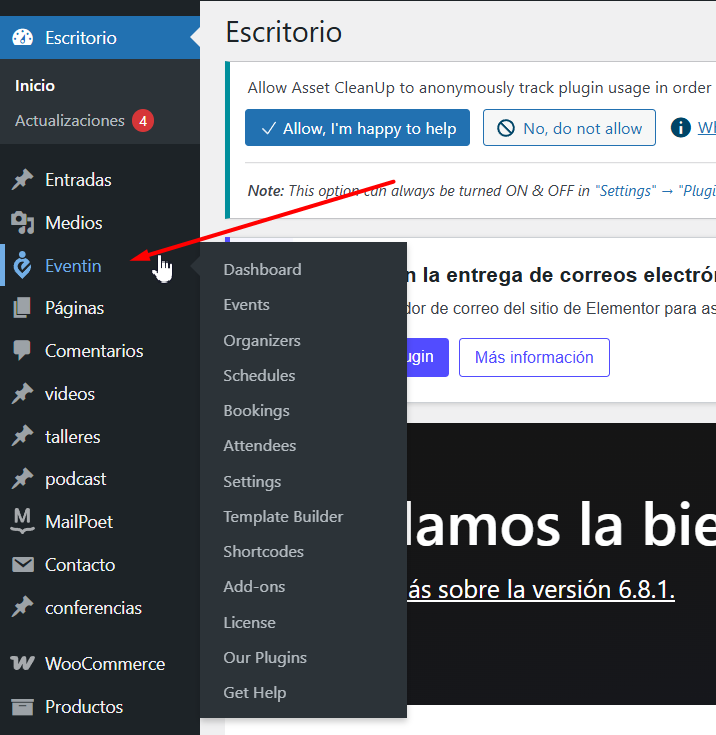 Escritorio
Inicio
Actualizaciones 4
Entradas
Medios
Eventin
Páginas
Comentarios
videos
talleres
podcast
MailPoet
Contacto
conferencias
WooCommerce
Productos
Dashboard
Events
Organizers
Schedules
Bookings
Attendees
Settings
Template Builder
Shortcodes
Add-ons
License
Our Plugins
Get Help
Escritorio
Allow Asset CleanUp to anonymously track plugin usage in order
Allow, I'm happy to help
No, do not allow
Note: This option can always be turned ON & OFF in "Settings" → "Plugi
n la entrega de correos electró
dor de correo del sitio de Elementor para as
ugin
Más información
lamos la bie
ás sobre la versión 6.8.1.